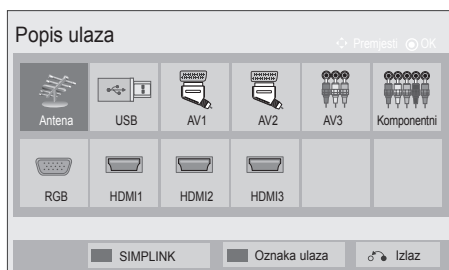 Popis ulaza
Premjesti OK
Antena USB AV1 AV2 AV3 Komponentni
RGB HDMI1 HDMI2 HDMI3
SIMPLINK Oznaka ulaza Izlaz